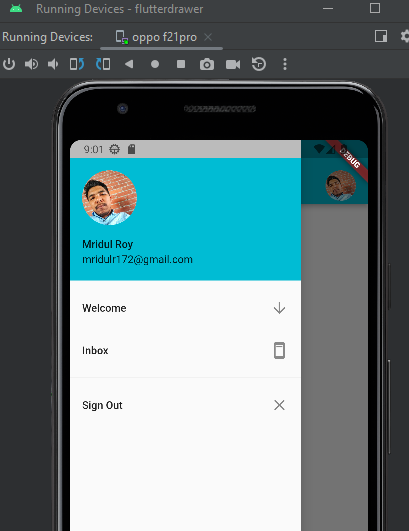 Running Devices - flutterdrawer
Running Devices:
oppo f21pro
9:01
DEBUG
Mridul Roy
mridulr172@gmail.com
Welcome
Inbox
Sign Out